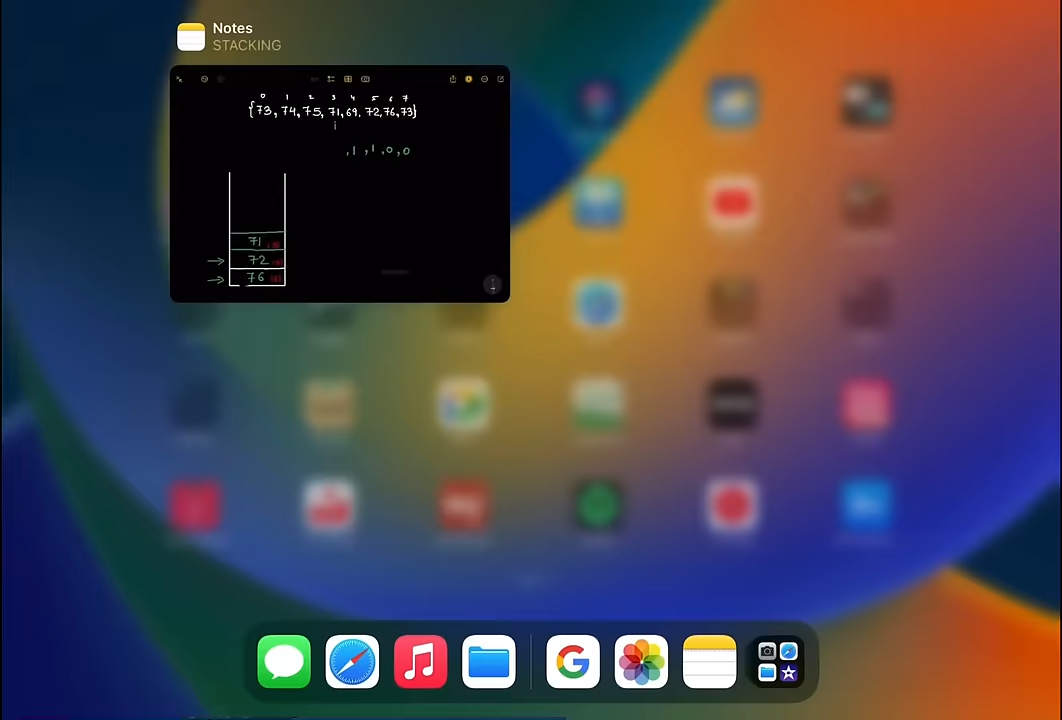 Notes
STACKING
0 1 2 3 4 5 6 7
{73, 74, 75, 71, 69, 72, 76, 73}
i
, 1 , 1 , 0 , 0
71
→ 72
→ 76